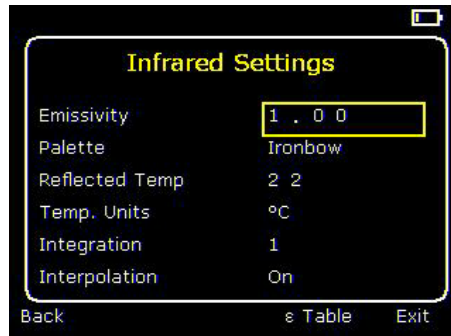 Infrared Settings
Emissivity 1 . 0 0
Palette Ironbow
Reflected Temp 2 2
Temp. Units °C
Integration 1
Interpolation On
Back ε Table Exit